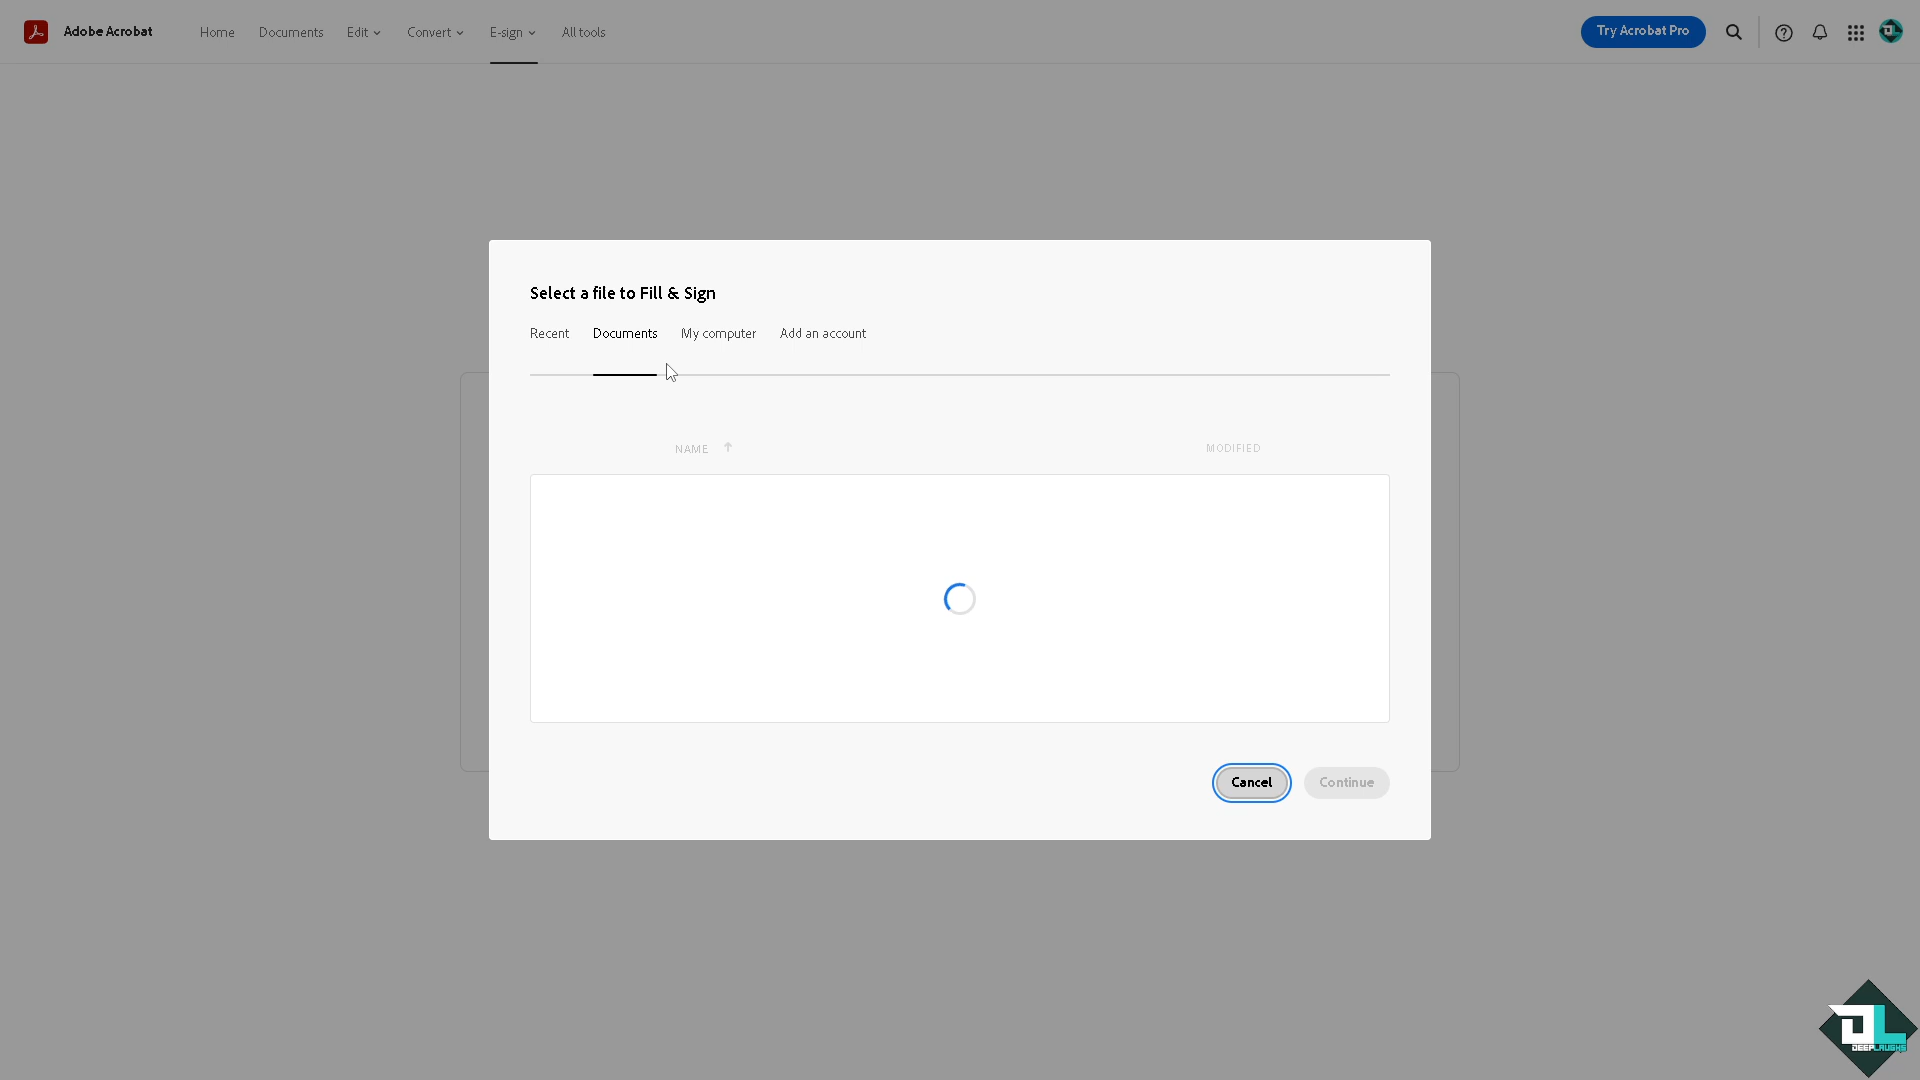 Adobe Acrobat Home Documents Edit Convert E-sign All tools Try Acrobat Pro
Select a file to Fill & Sign
Recent Documents My computer Add an account
NAME MODIFIED
Cancel Continue
DEEPLAUGHS